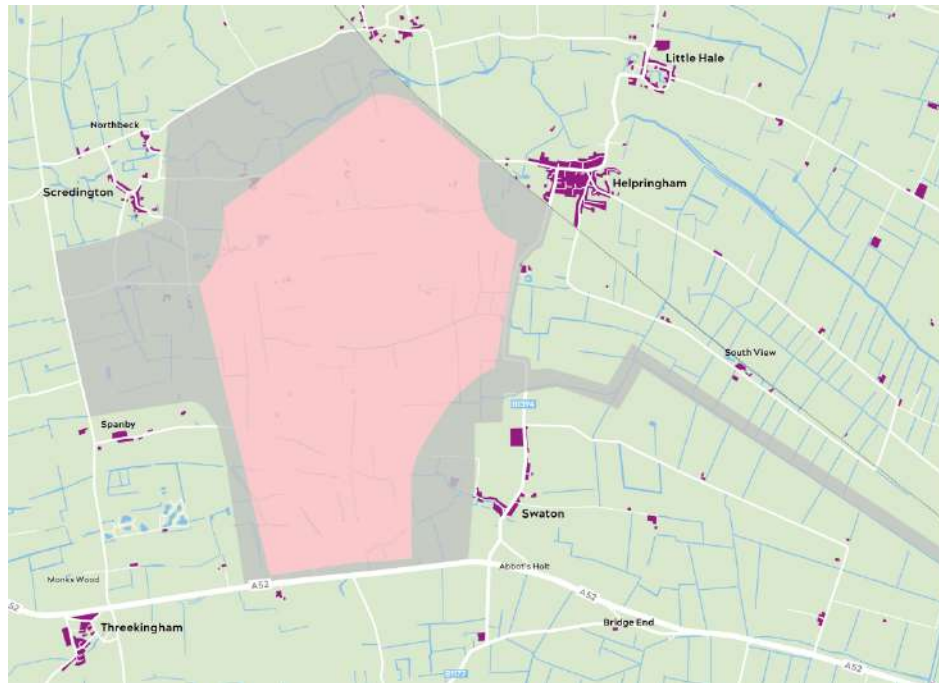 Little Hale
Northbeck
Helpringham
Scredington
South View
B1394
Spanby
Swaton
Abbot's Holt
Monks Wood
A52
A52
52
Bridge End
Threekingham
A52